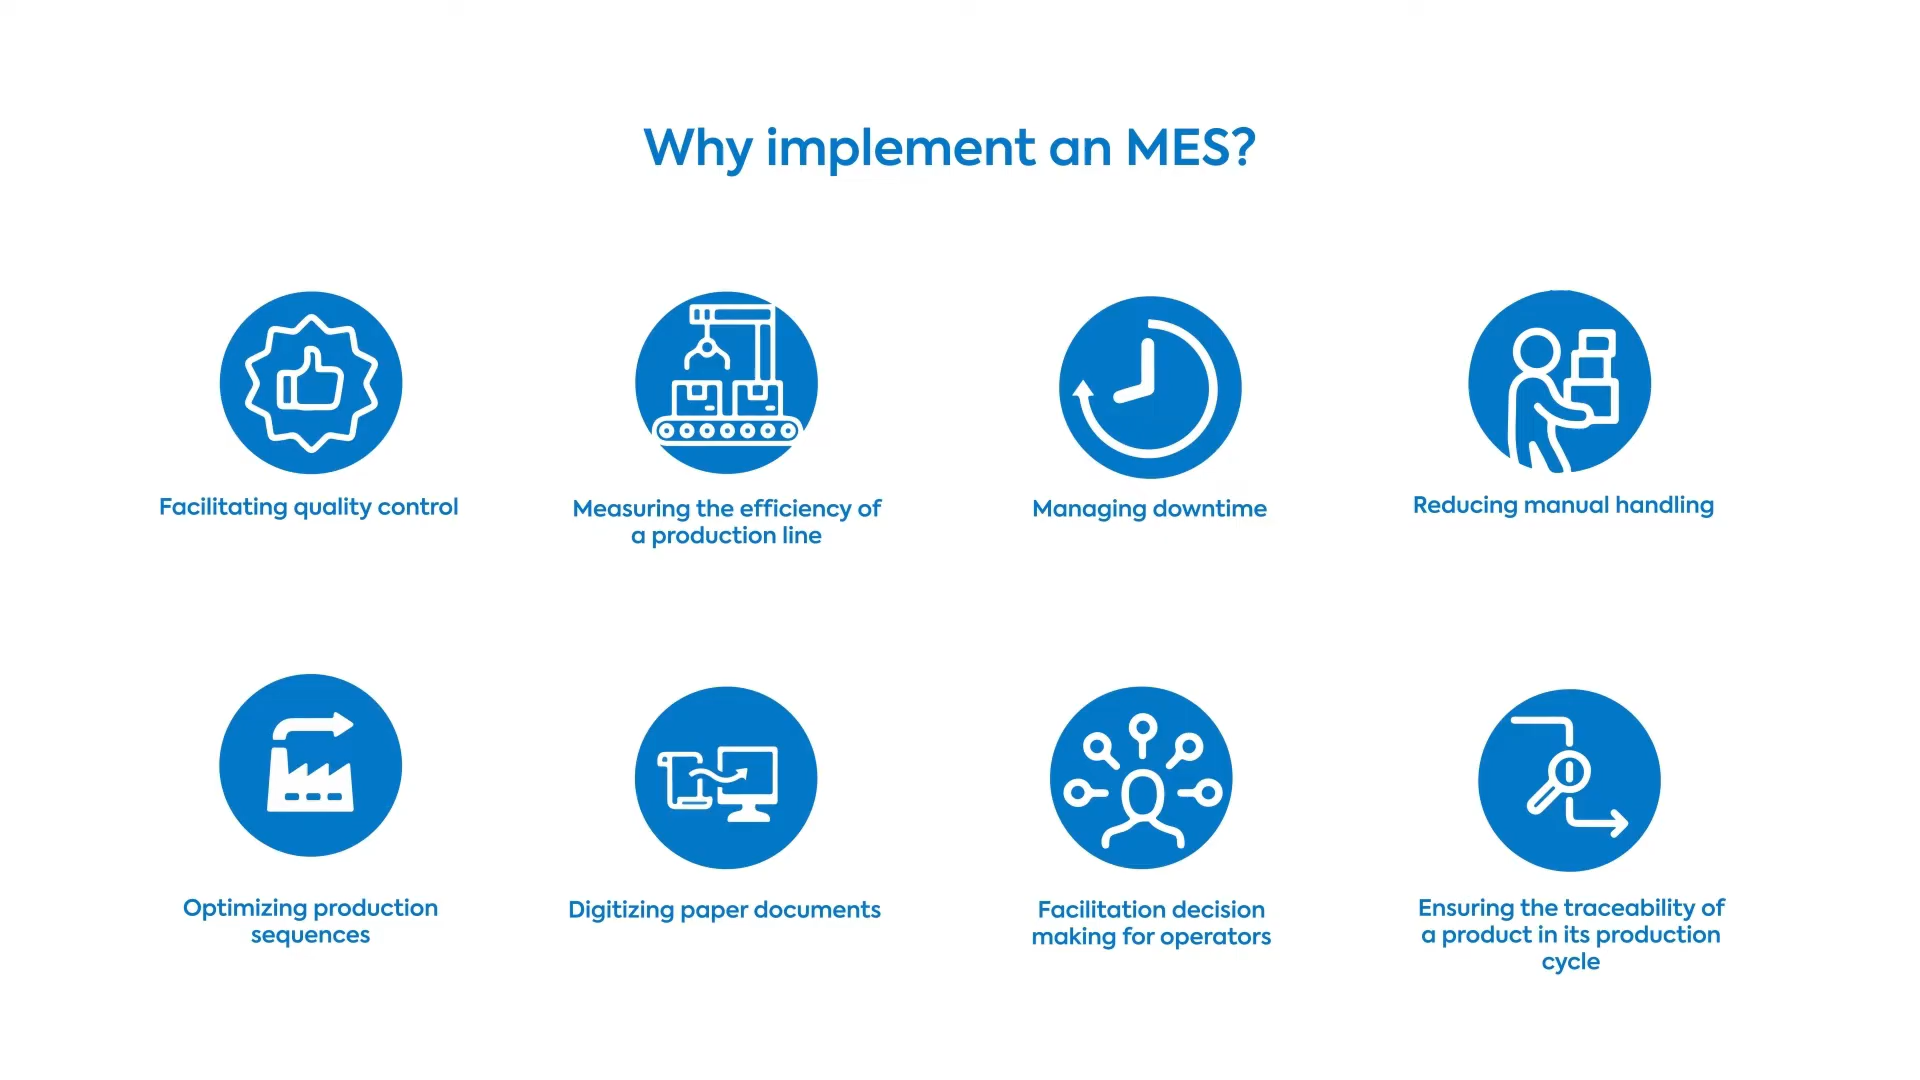 Why implement an MES?
Facilitating quality control
Measuring the efficiency of
a production line
Managing downtime
Reducing manual handling
Optimizing production
sequences
Digitizing paper documents
Facilitation decision
making for operators
Ensuring the traceability of
a product in its production
cycle